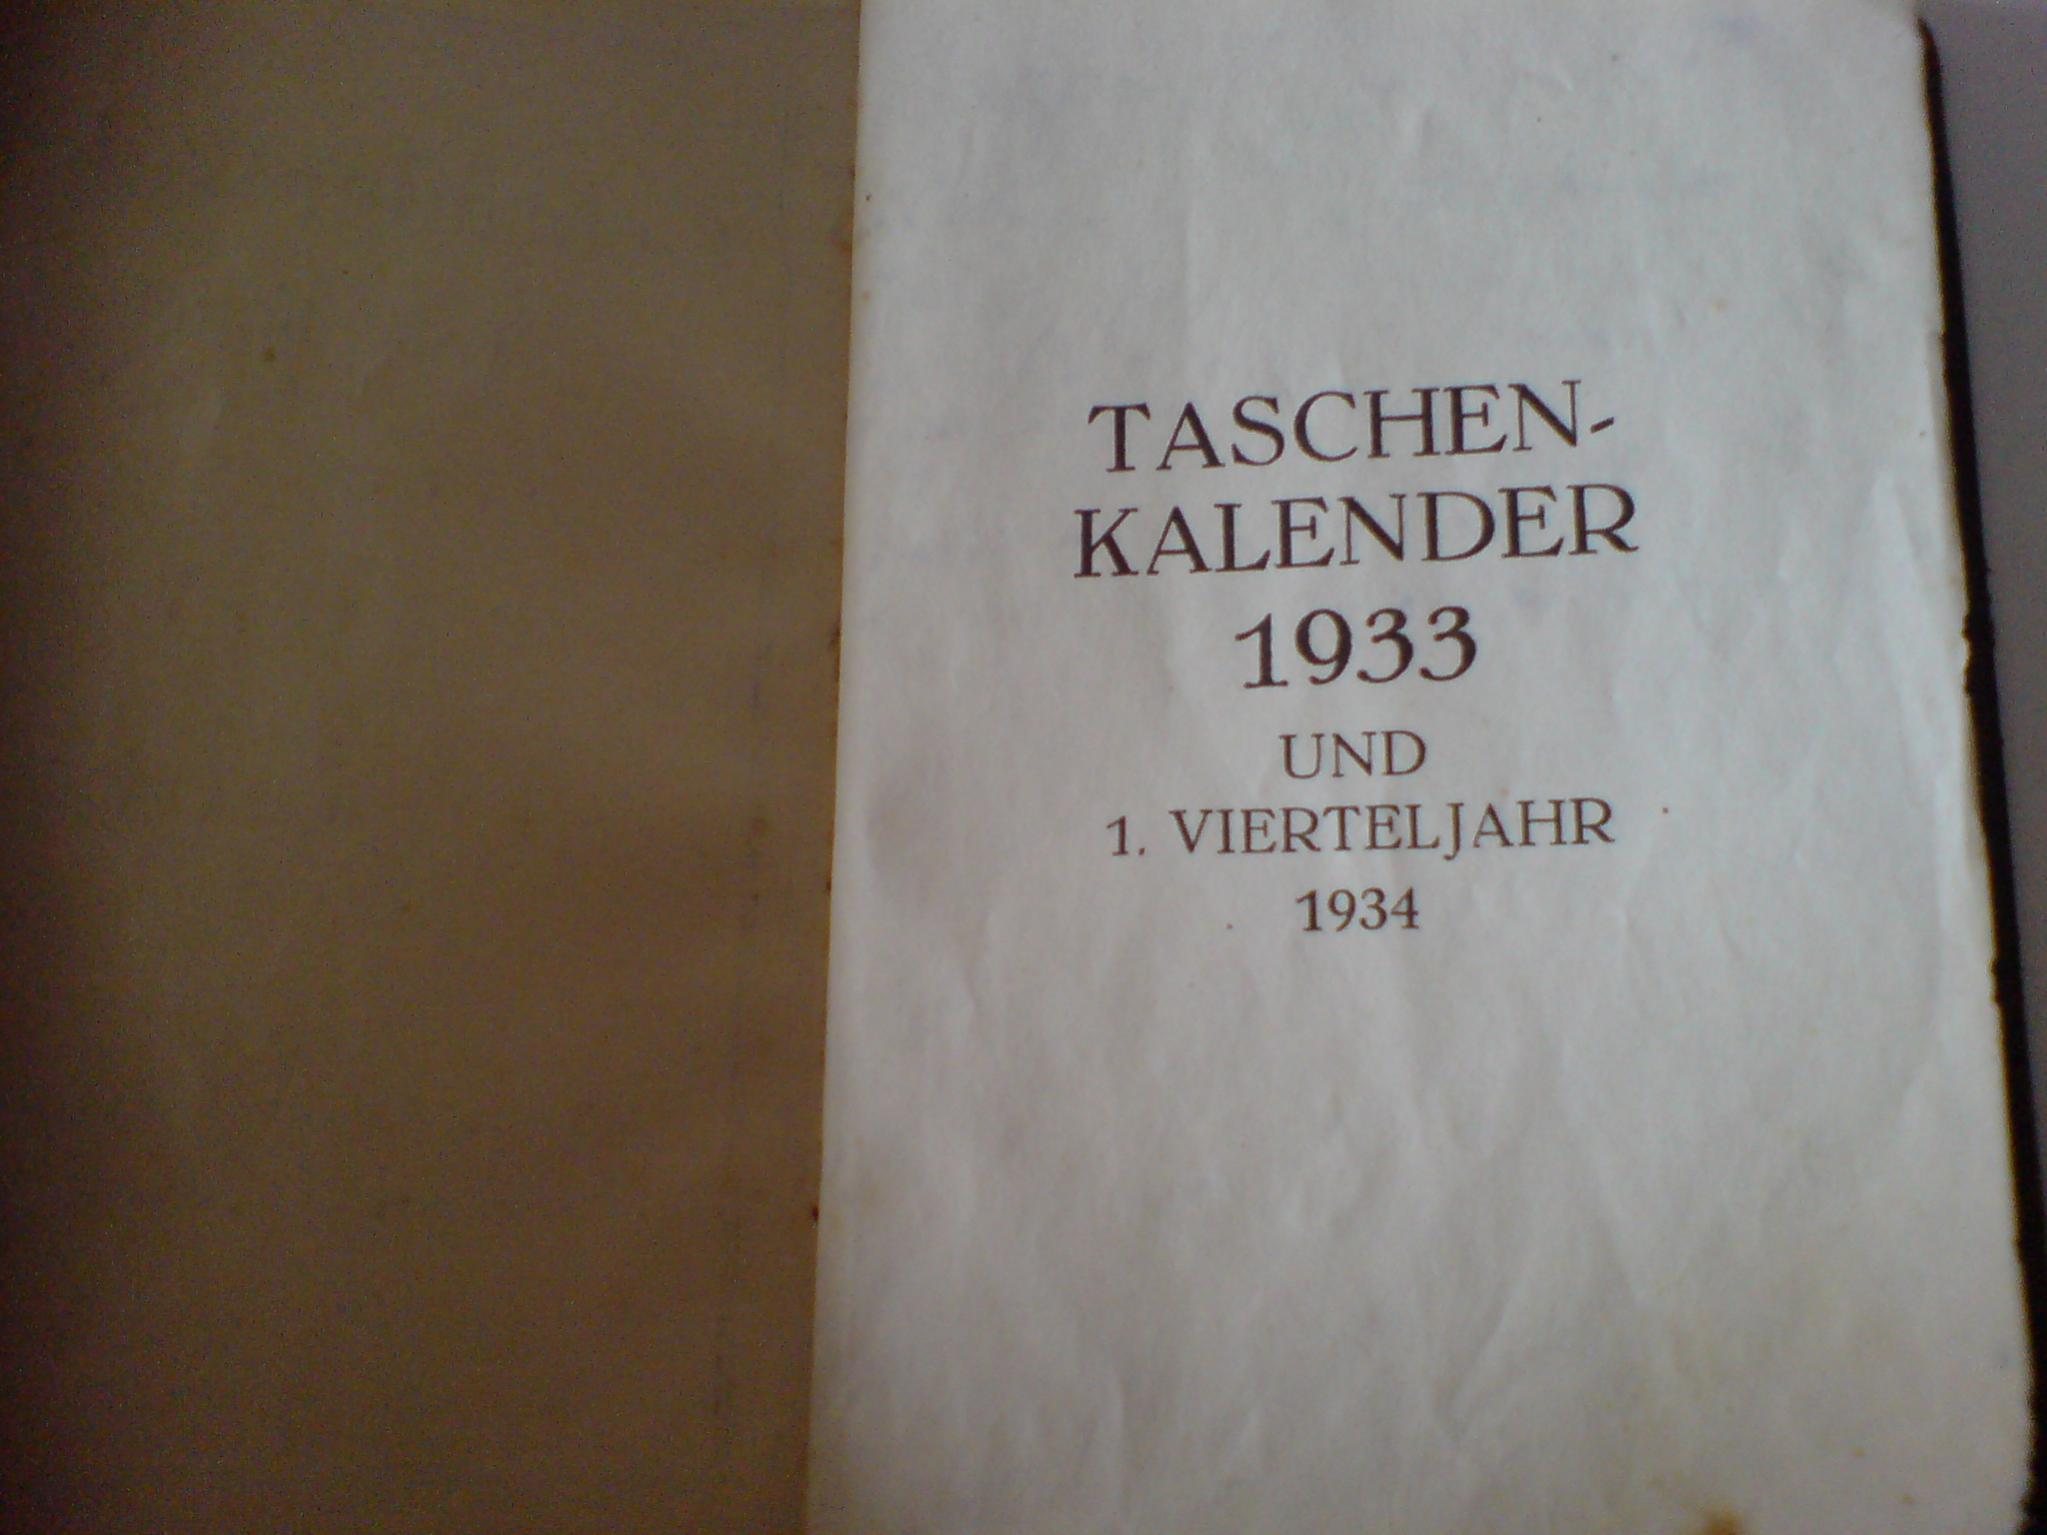 TASCHEN-
KALENDER
1933
UND
1. VIERTELJAHR
1934